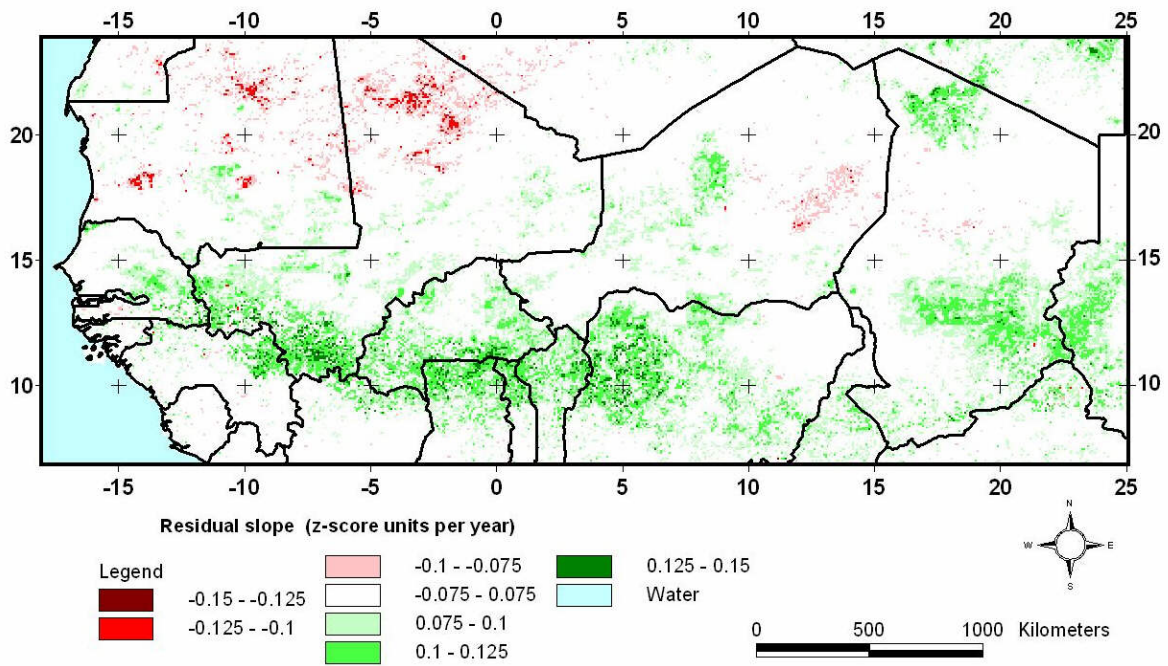 -15 -10 -5 0 5 10 15 20 25
20 20
15 15
10 10
-15 -10 -5 0 5 10 15 20 25
Residual slope (z-score units per year)
Legend
-0.15 - -0.125
-0.125 - -0.1
-0.1 - -0.075
-0.075 - 0.075
0.075 - 0.1
0.1 - 0.125
0.125 - 0.15
Water
N
W E
S
0 500 1000 Kilometers